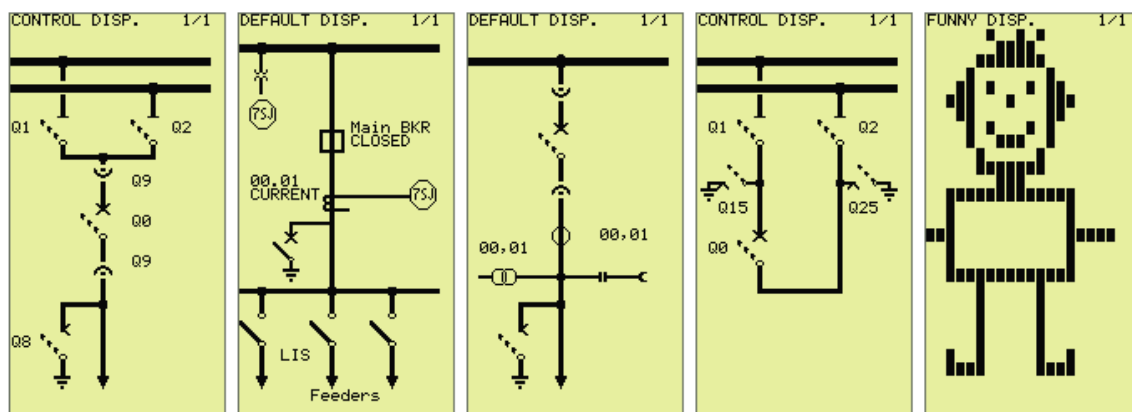 CONTROL DISP. 1/1
Q1 Q2
Q9
Q0
Q9
Q8
DEFAULT DISP. 1/1
7SJ
Main BKR
CLOSED
00.01
CURRENT
7SJ
LIS
Feeders
DEFAULT DISP. 1/1
00,01 00,01
CONTROL DISP. 1/1
Q1 Q2
Q15 Q25
Q0
FUNNY DISP. 1/1